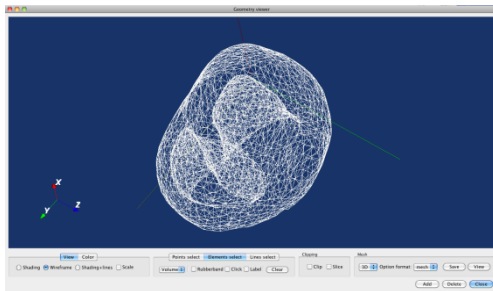 Geometry viewer
X
Y
Z
View Color
Shading Wireframe Shading+lines Scale
Points select Elements select Lines select
Volume Rubberband Click Label Clear
Clipping
Clip Slice
Mesh
3D Option format: mesh Save View
Add Delete Close